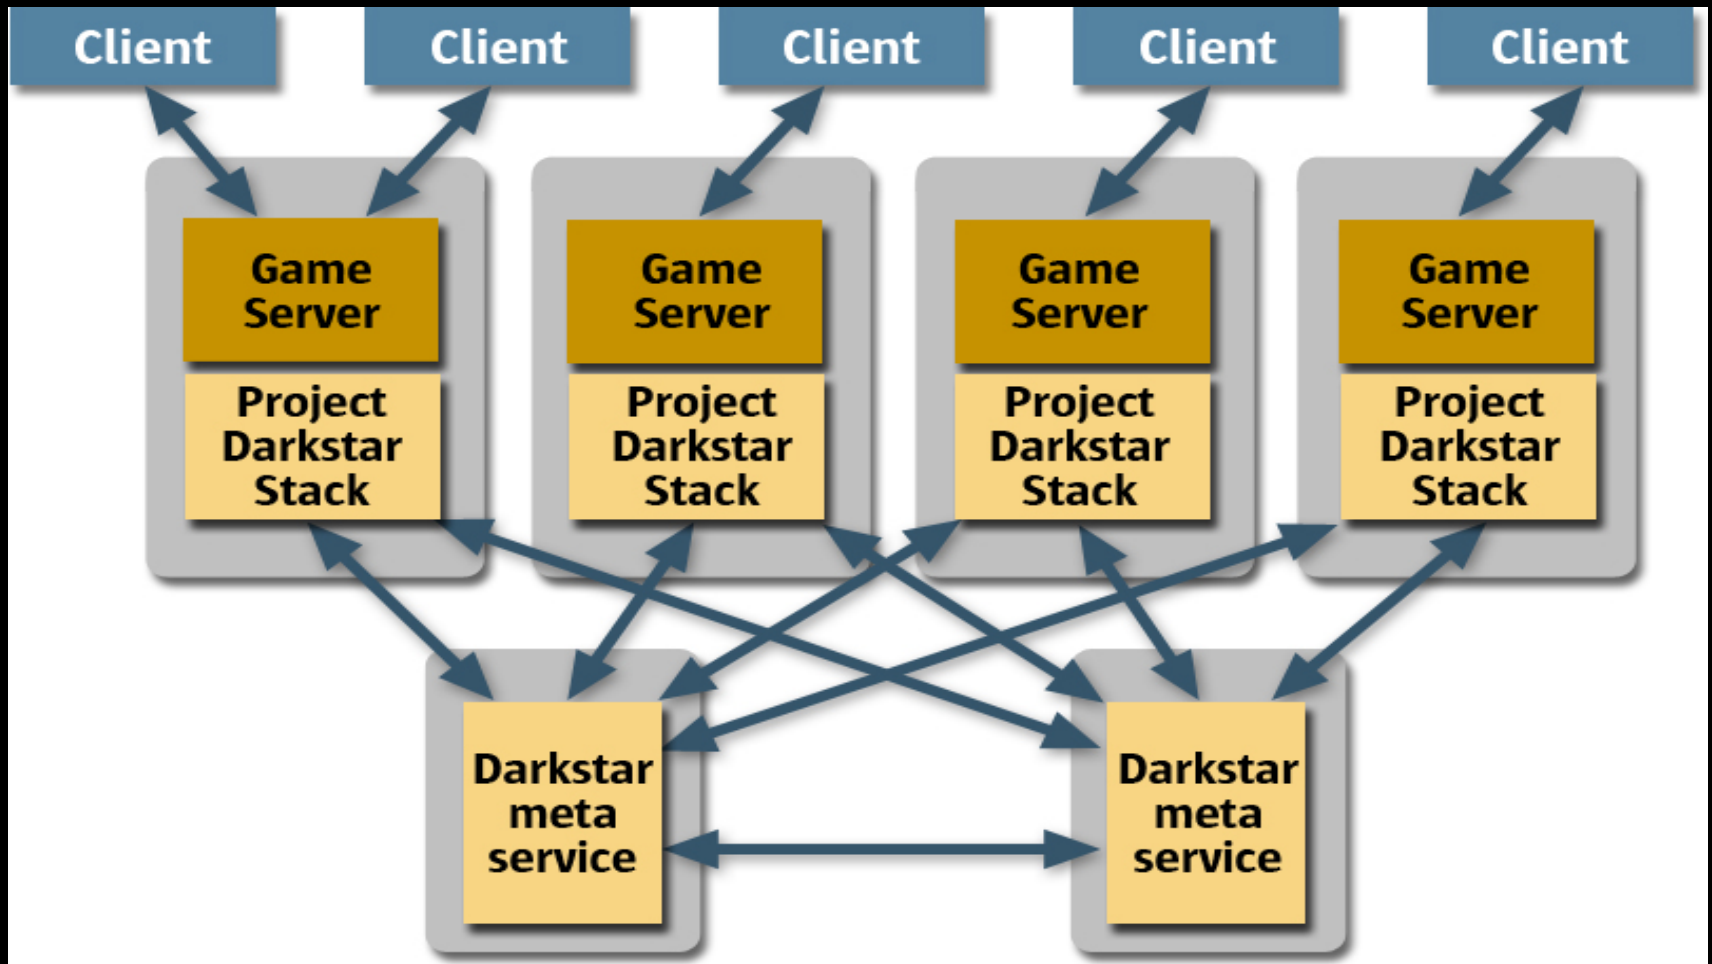 Client
Client
Client
Client
Client
Game
Server
Project
Darkstar
Stack
Game
Server
Project
Darkstar
Stack
Game
Server
Project
Darkstar
Stack
Game
Server
Project
Darkstar
Stack
Darkstar
meta
service
Darkstar
meta
service